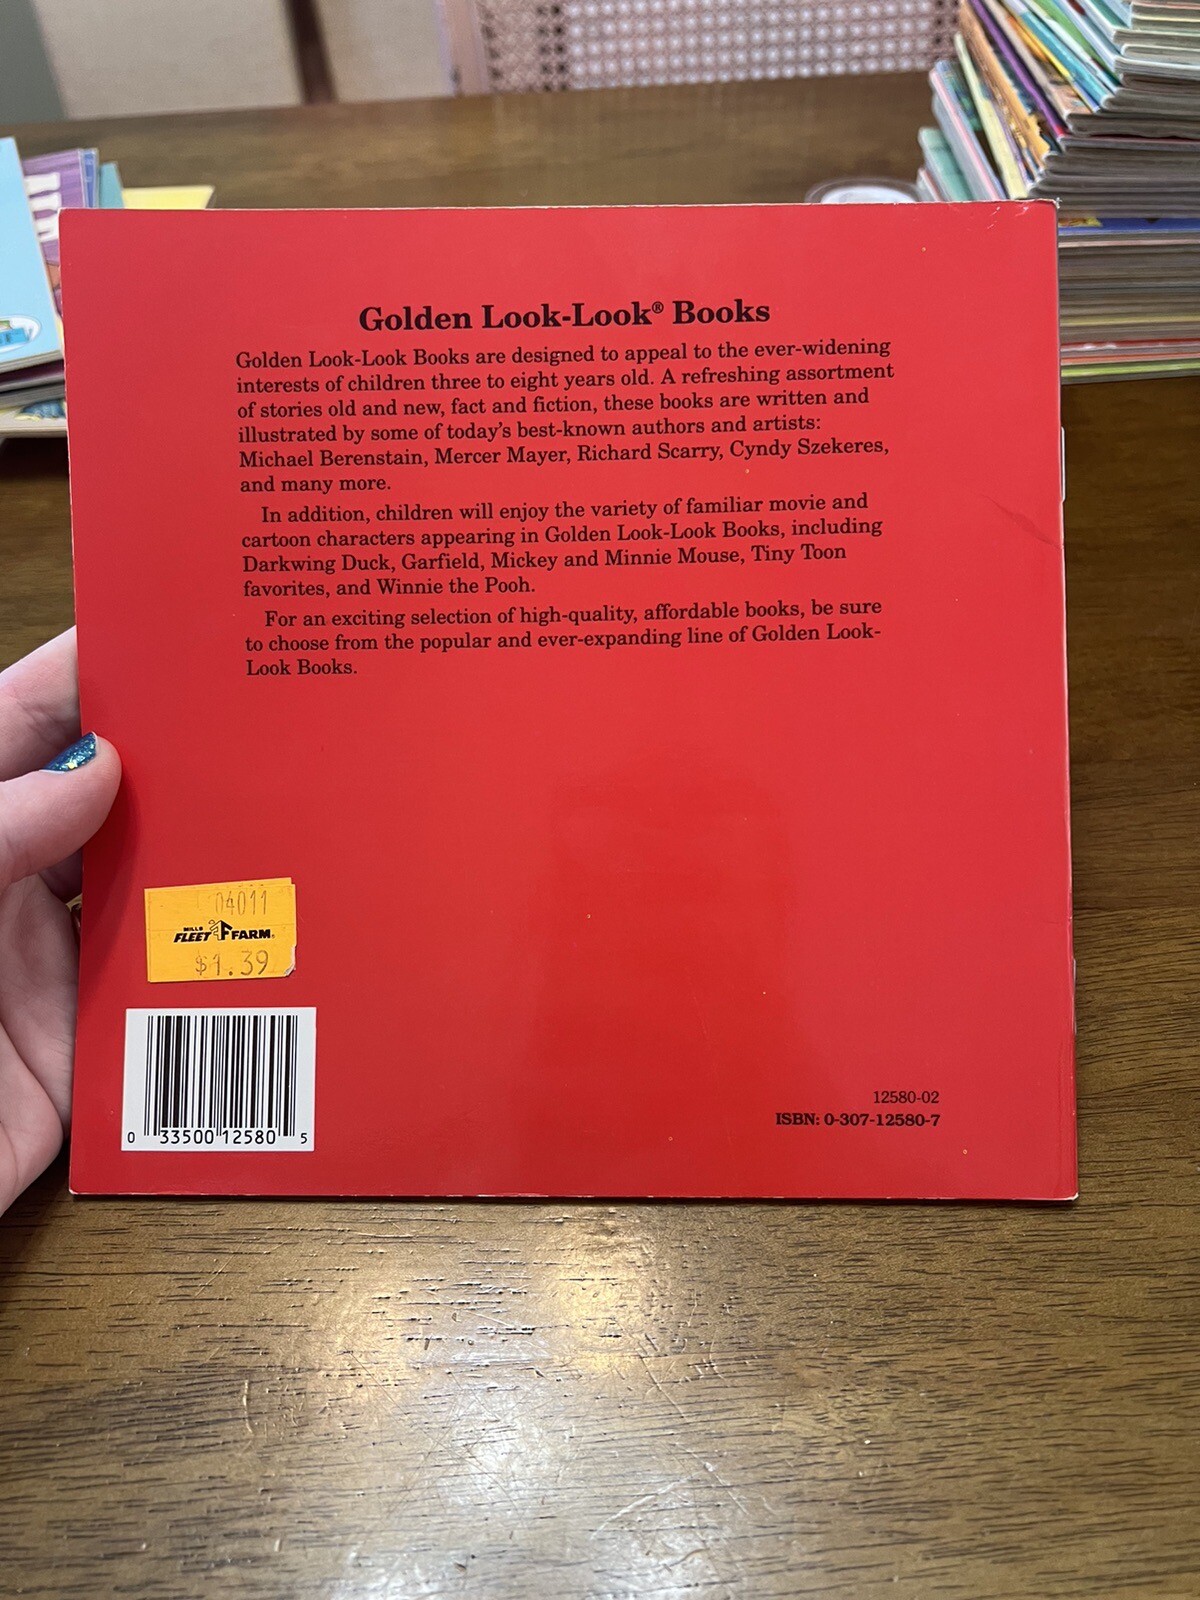 Golden Look-Look® Books
Golden Look-Look Books are designed to appeal to the ever-widening
interests of children three to eight years old. A refreshing assortment
of stories old and new, fact and fiction, these books are written and
illustrated by some of today's best-known authors and artists:
Michael Berenstain, Mercer Mayer, Richard Scarry, Cyndy Szekeres,
and many more.
In addition, children will enjoy the variety of familiar movie and
cartoon characters appearing in Golden Look-Look Books, including
Darkwing Duck, Garfield, Mickey and Minnie Mouse, Tiny Toon
favorites, and Winnie the Pooh.
For an exciting selection of high-quality, affordable books, be sure
to choose from the popular and ever-expanding line of Golden Look-
Look Books.
04011
MILLS
FLEET FARM
$1.39
0 33500 12580 5
12580-02
ISBN: 0-307-12580-7